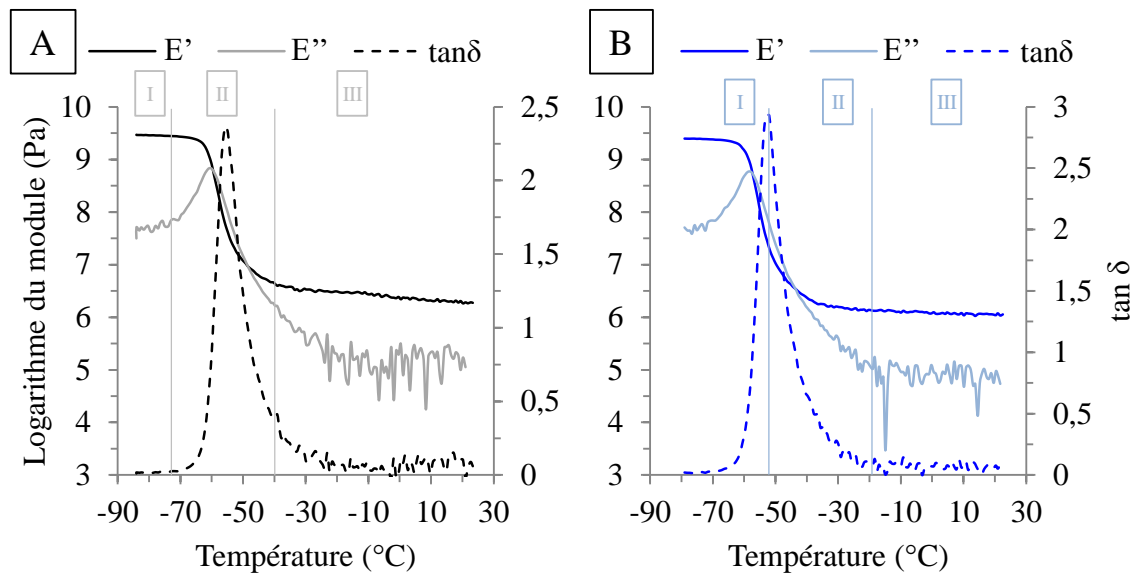 A E’ E’’ tanδ
I II III
Logarithme du module (Pa)
10
9
8
7
6
5
4
3
2,5
2
1,5
1
0,5
0
-90 -70 -50 -30 -10 10 30
Température (°C)
B E’ E’’ tanδ
I II III
10
9
8
7
6
5
4
3
3
2,5
2
1,5
1
0,5
0
tan δ
-90 -70 -50 -30 -10 10 30
Température (°C)